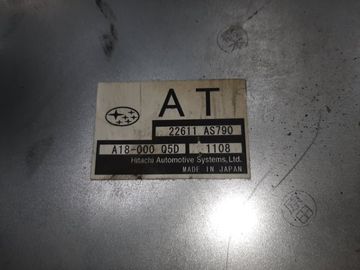 AT
22611 AS790
A18-000 Q5D 1108
Hitachi Automotive Systems,Ltd.
MADE IN JAPAN